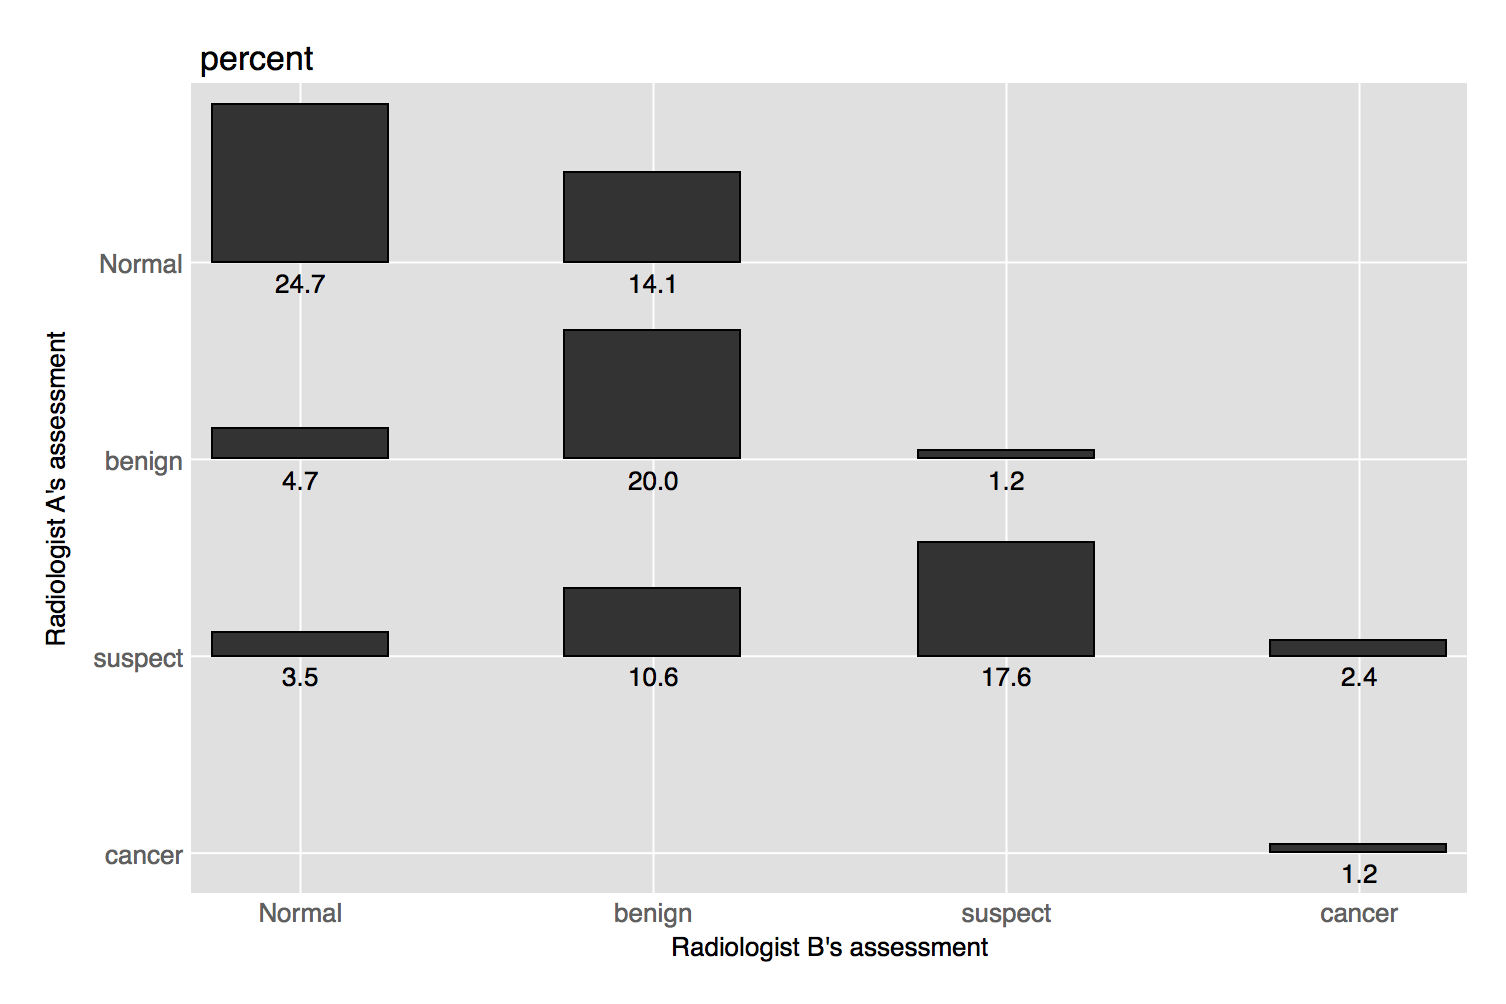 percent
Radiologist A's assessment
Normal
24.7
14.1
benign
4.7
20.0
1.2
suspect
3.5
10.6
17.6
2.4
cancer
1.2
Normal
benign
suspect
cancer
Radiologist B's assessment